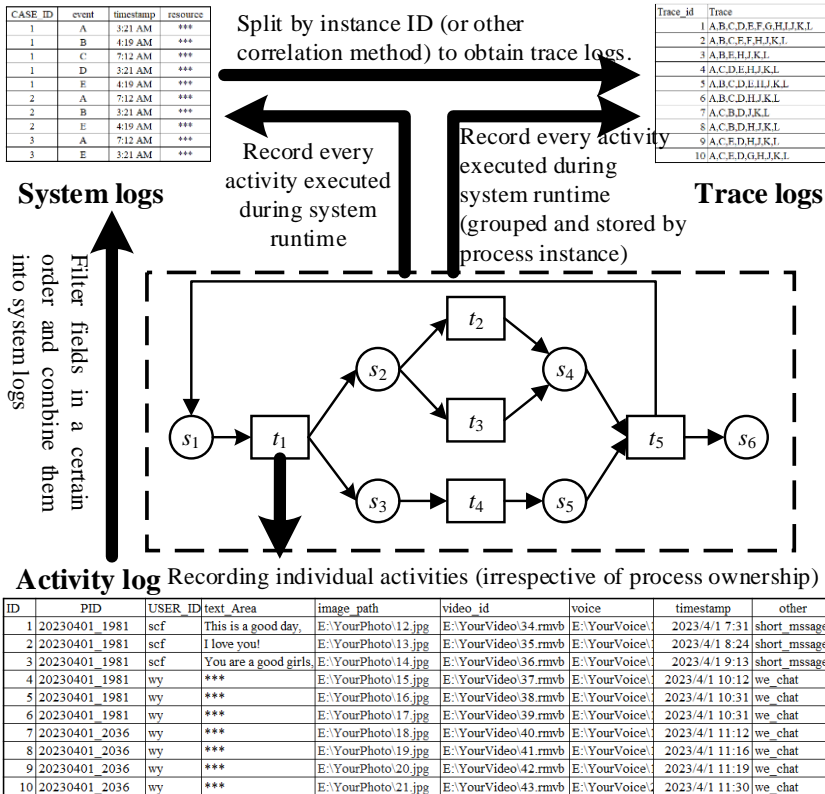 CASE_ID event timestamp resource
1 A 3:21 AM ***
1 B 4:19 AM ***
1 C 7:12 AM ***
1 D 3:21 AM ***
1 E 4:19 AM ***
2 A 7:12 AM ***
2 B 3:21 AM ***
2 E 4:19 AM ***
3 A 7:12 AM ***
3 E 3:21 AM ***
System logs
Split by instance ID (or other
correlation method) to obtain trace logs.
Trace_id Trace
1 A,B,C,D,E,F,G,H,I,J,K,L
2 A,B,C,E,F,H,J,K,L
3 A,B,E,H,J,K,L
4 A,C,D,E,H,J,K,L
5 A,B,C,D,E,H,J,K,L
6 A,B,C,D,H,J,K,L
7 A,C,B,D,J,K,L
8 A,C,B,D,H,J,K,L
9 A,C,E,D,H,J,K,L
10 A,C,E,D,G,H,J,K,L
Trace logs
Record every
activity executed
during system
runtime
Record every activity
executed during
system runtime
(grouped and stored by
process instance)
Filter fields in a certain
order and combine them
into system logs
t2
s2
s4
t3
s1
t1
t5
s6
s3
t4
s5
Activity log Recording individual activities (irrespective of process ownership)
ID PID USER_ID text_Area image_path video_id voice timestamp other
1 20230401_1981 scf This is a good day, E:\YourPhoto\12.jpg E:\YourVideo\34.rmvb E:\YourVoice\ 2023/4/1 7:31 short_mssage
2 20230401_1981 scf I love you! E:\YourPhoto\13.jpg E:\YourVideo\35.rmvb E:\YourVoice\ 2023/4/1 8:24 short_mssage
3 20230401_1981 scf You are a good girls, E:\YourPhoto\14.jpg E:\YourVideo\36.rmvb E:\YourVoice\ 2023/4/1 9:13 short_mssage
4 20230401_1981 wy *** E:\YourPhoto\15.jpg E:\YourVideo\37.rmvb E:\YourVoice\ 2023/4/1 10:12 we_chat
5 20230401_1981 wy *** E:\YourPhoto\16.jpg E:\YourVideo\38.rmvb E:\YourVoice\ 2023/4/1 10:31 we_chat
6 20230401_1981 wy *** E:\YourPhoto\17.jpg E:\YourVideo\39.rmvb E:\YourVoice\ 2023/4/1 10:31 we_chat
7 20230401_2036 wy *** E:\YourPhoto\18.jpg E:\YourVideo\40.rmvb E:\YourVoice\ 2023/4/1 11:12 we_chat
8 20230401_2036 wy *** E:\YourPhoto\19.jpg E:\YourVideo\41.rmvb E:\YourVoice\ 2023/4/1 11:16 we_chat
9 20230401_2036 wy *** E:\YourPhoto\20.jpg E:\YourVideo\42.rmvb E:\YourVoice\ 2023/4/1 11:19 we_chat
10 20230401_2036 wy *** E:\YourPhoto\21.jpg E:\YourVideo\43.rmvb E:\YourVoice\ 2023/4/1 11:30 we_chat